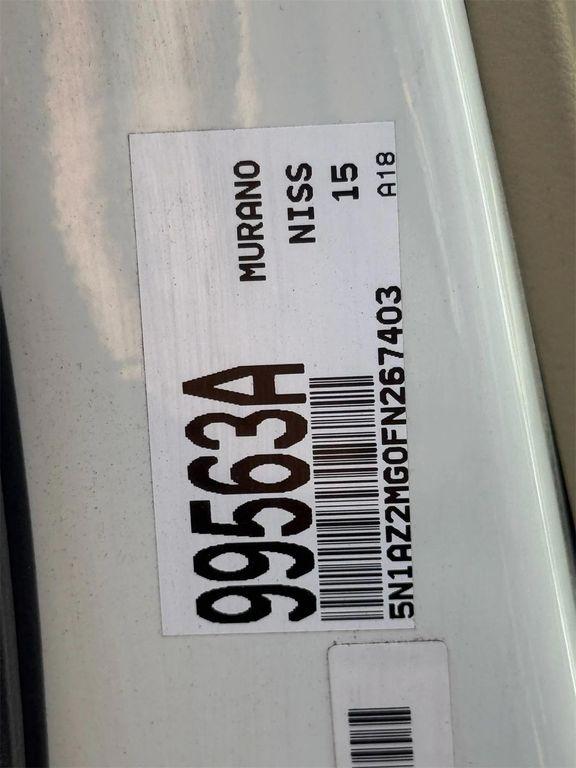 99563A
MURANO
NISS
15
A18
5N1AZ2MG0FN267403